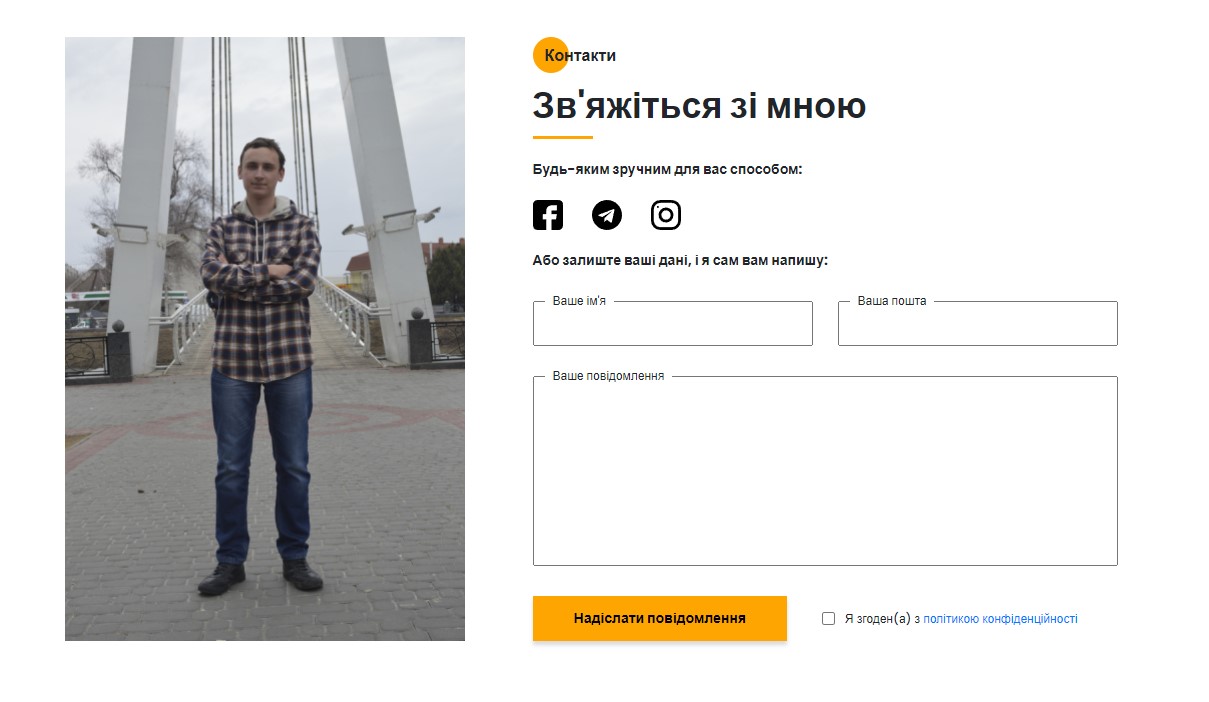 Контакти
Зв'яжіться зі мною
Будь-яким зручним для вас способом:
Або залиште ваші дані, і я сам вам напишу:
Ваше ім'я
Ваша пошта
Ваше повідомлення
Надіслати повідомлення
Я згоден(а) з політикою конфіденційності